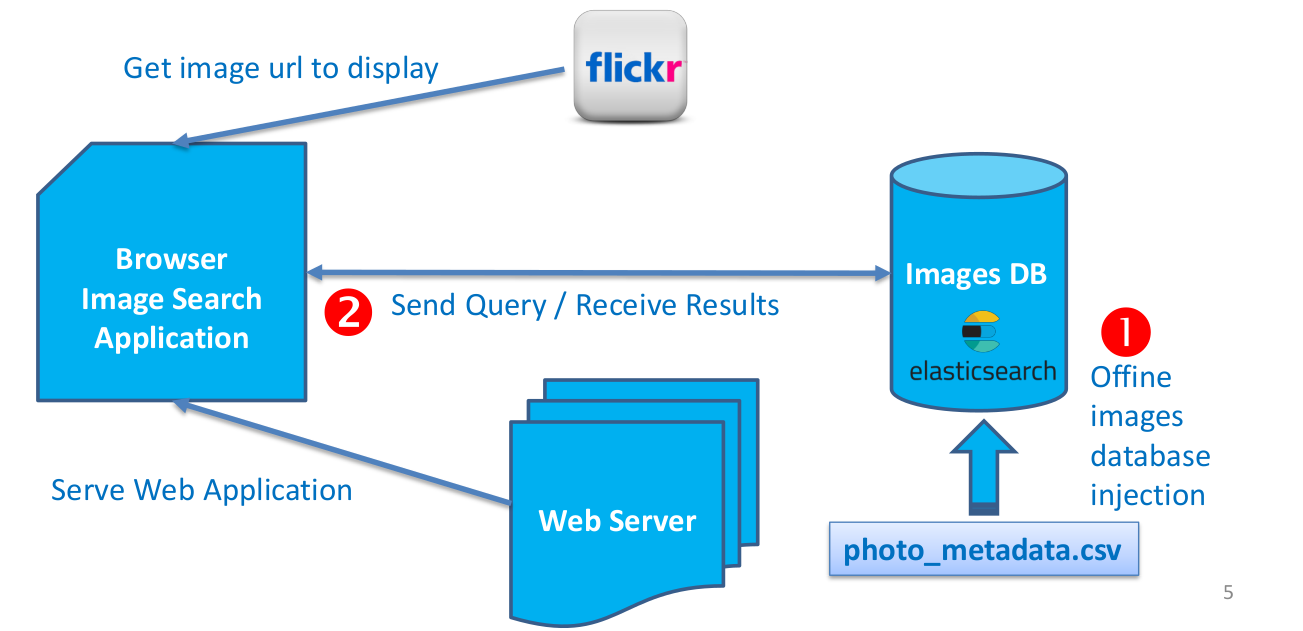 flickr
Get image url to display
Browser
Image Search
Application
Images DB
elasticsearch
2
Send Query / Receive Results
1
Offine
images
database
injection
Serve Web Application
Web Server
photo_metadata.csv
5